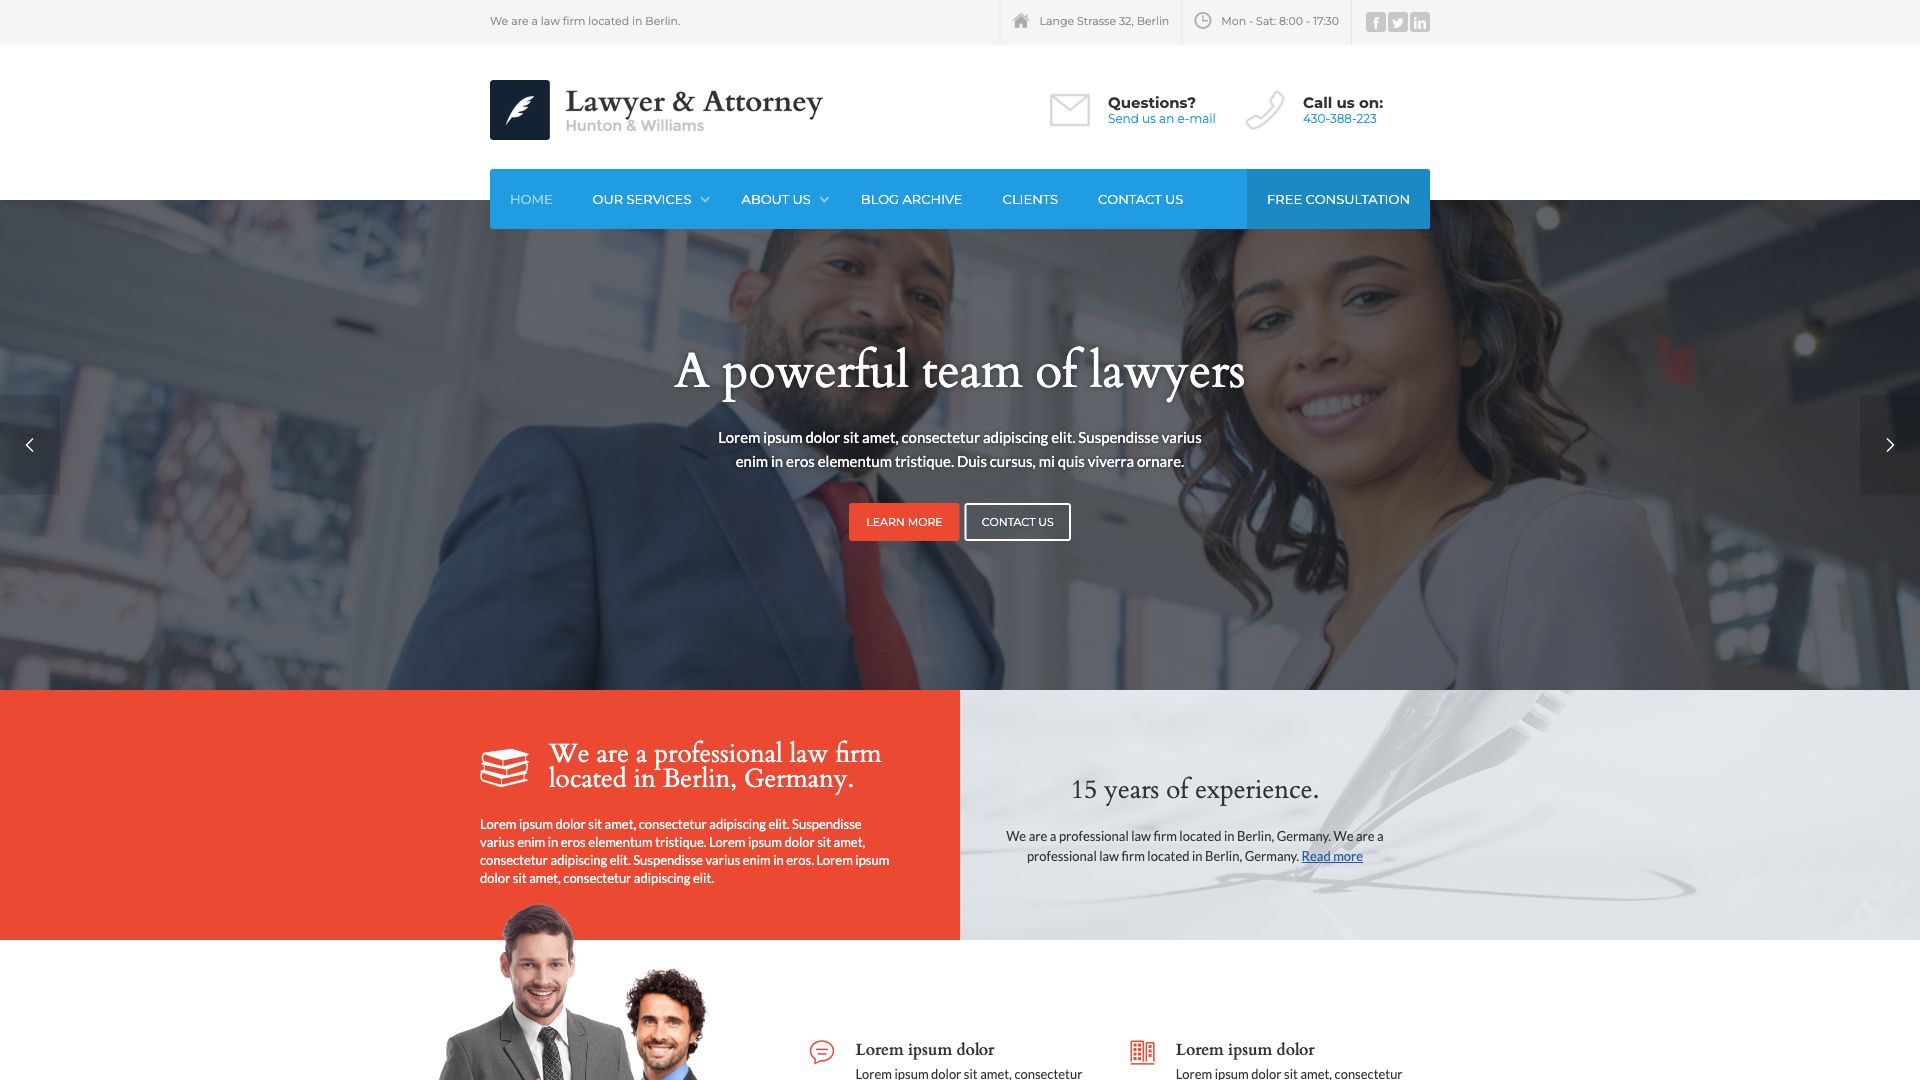 We are a law firm located in Berlin.
Lange Strasse 32, Berlin
Mon - Sat: 8:00 - 17:30
Lawyer & Attorney
Hunton & Williams
Questions?
Send us an e-mail
Call us on:
430-388-223
HOME
OUR SERVICES
ABOUT US
BLOG ARCHIVE
CLIENTS
CONTACT US
FREE CONSULTATION
A powerful team of lawyers
Lorem ipsum dolor sit amet, consectetur adipiscing elit. Suspendisse varius
enim in eros elementum tristique. Duis cursus, mi quis viverra ornare.
LEARN MORE
CONTACT US
We are a professional law firm
located in Berlin, Germany.
Lorem ipsum dolor sit amet, consectetur adipiscing elit. Suspendisse
varius enim in eros elementum tristique. Lorem ipsum dolor sit amet,
consectetur adipiscing elit. Suspendisse varius enim in eros. Lorem ipsum
dolor sit amet, consectetur adipiscing elit.
15 years of experience.
We are a professional law firm located in Berlin, Germany. We are a
professional law firm located in Berlin, Germany. Read more
Lorem ipsum dolor
Lorem ipsum dolor sit amet, consectetur
Lorem ipsum dolor
Lorem ipsum dolor sit amet, consectetur